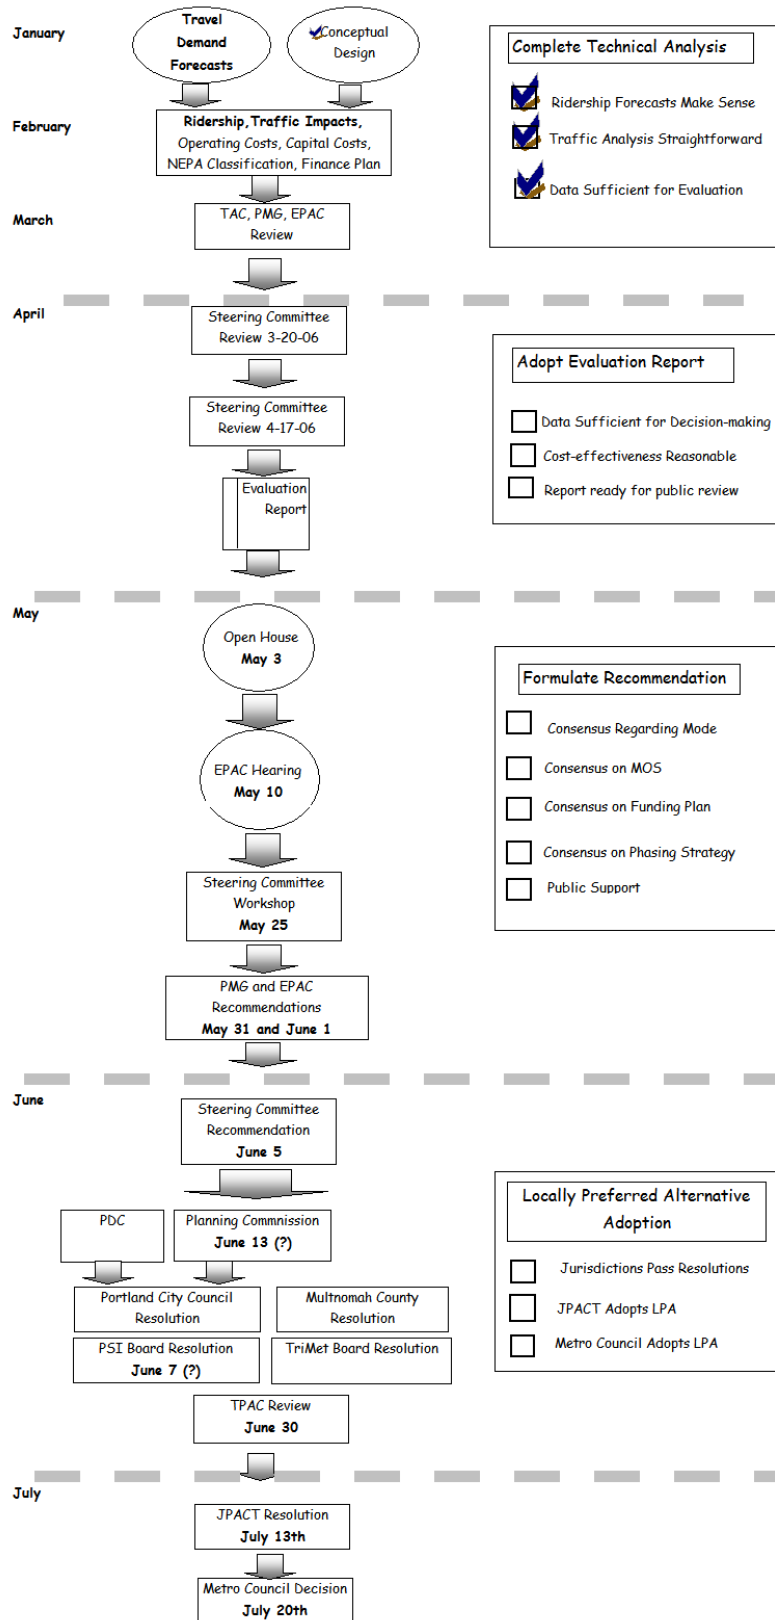 January
Travel
Demand
Forecasts
Conceptual
Design
Complete Technical Analysis
Ridership Forecasts Make Sense
Traffic Analysis Straightforward
Data Sufficient for Evaluation
February
Ridership, Traffic Impacts,
Operating Costs, Capital Costs,
NEPA Classification, Finance Plan
March
TAC, PMG, EPAC
Review
April
Steering Committee
Review 3-20-06
Steering Committee
Review 4-17-06
Evaluation
Report
Adopt Evaluation Report
Data Sufficient for Decision-making
Cost-effectiveness Reasonable
Report ready for public review
May
Open House
May 3
EPAC Hearing
May 10
Steering Committee
Workshop
May 25
PMG and EPAC
Recommendations
May 31 and June 1
Formulate Recommendation
Consensus Regarding Mode
Consensus on MOS
Consensus on Funding Plan
Consensus on Phasing Strategy
Public Support
June
Steering Committee
Recommendation
June 5
PDC
Planning Commnission
June 13 (?)
Portland City Council
Resolution
Multnomah County
Resolution
PSI Board Resolution
June 7 (?)
TriMet Board Resolution
TPAC Review
June 30
Locally Preferred Alternative
Adoption
Jurisdictions Pass Resolutions
JPACT Adopts LPA
Metro Council Adopts LPA
July
JPACT Resolution
July 13th
Metro Council Decision
July 20th